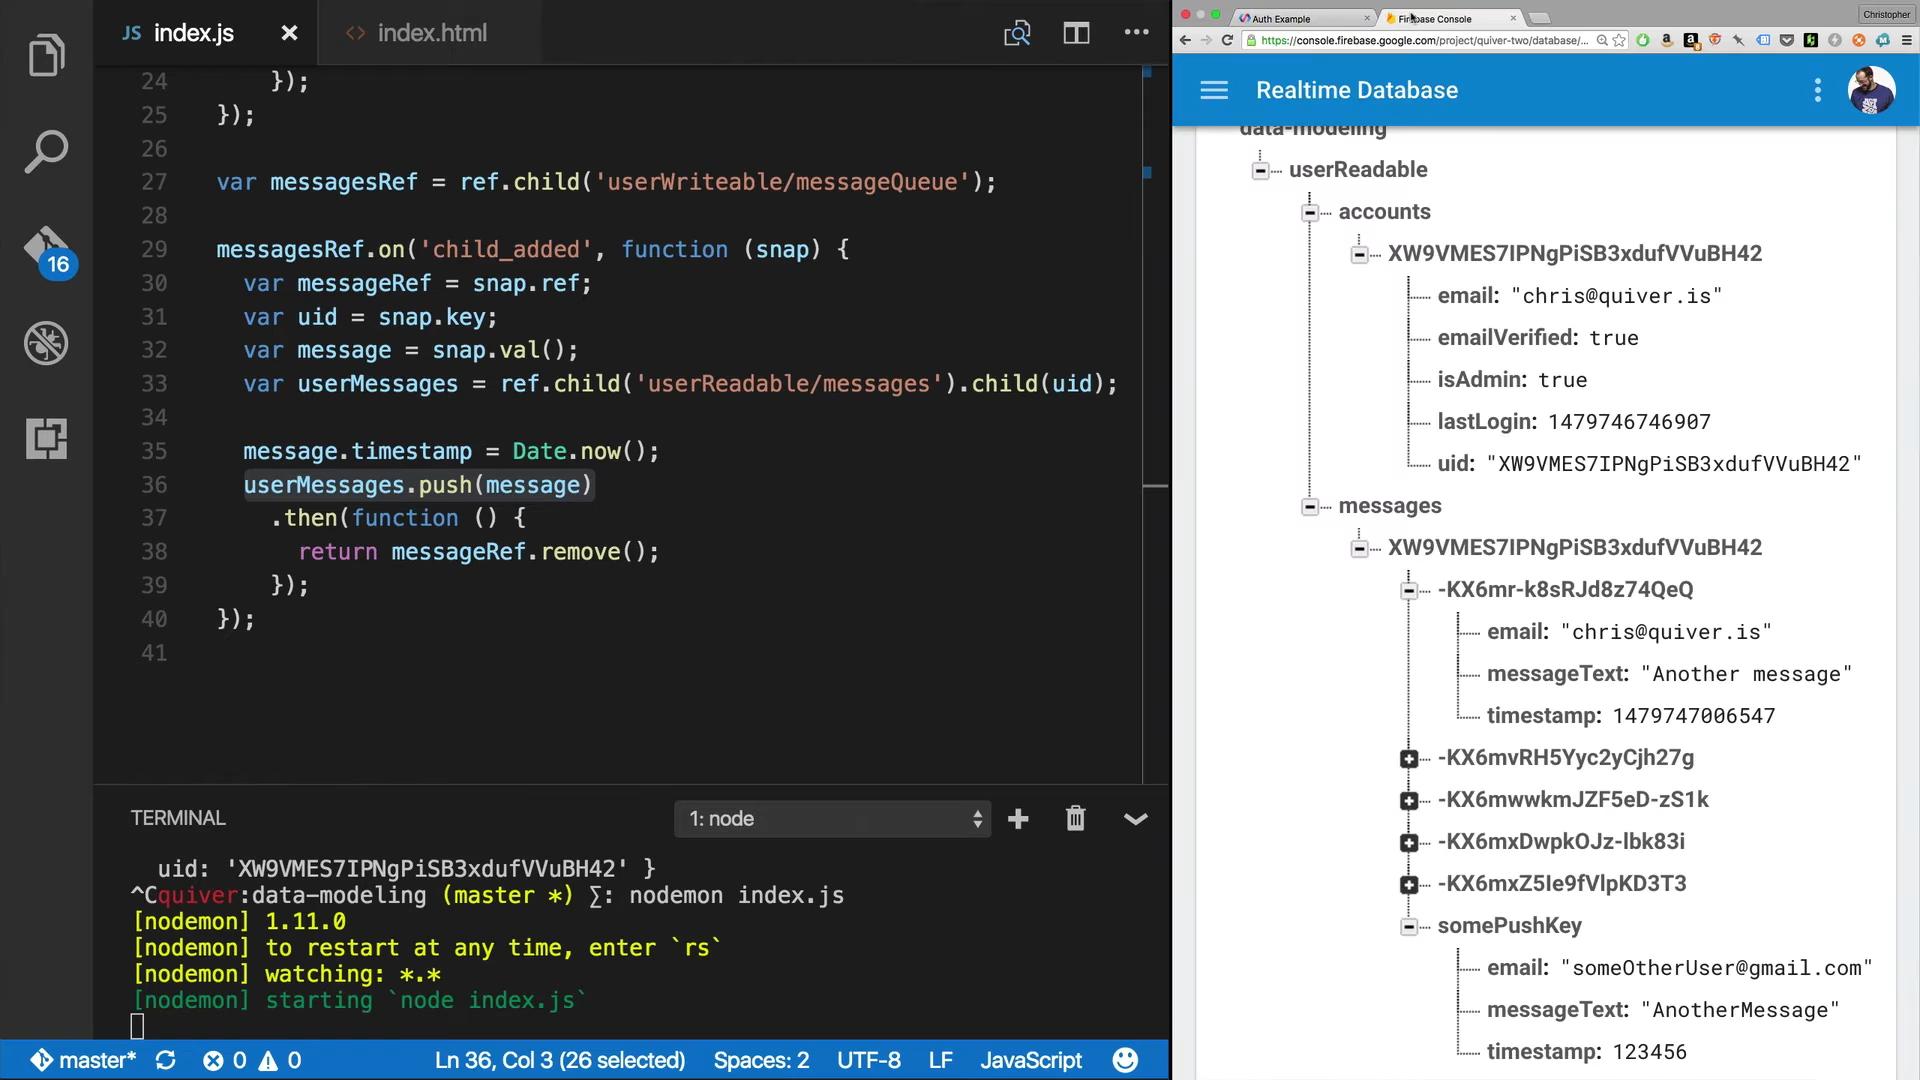 JS index.js
<> index.html
24 });
25 });
26
27 var messagesRef = ref.child('userWriteable/messageQueue');
28
29 messagesRef.on('child_added', function (snap) {
30 var messageRef = snap.ref;
31 var uid = snap.key;
32 var message = snap.val();
33 var userMessages = ref.child('userReadable/messages').child(uid);
34
35 message.timestamp = Date.now();
36 userMessages.push(message)
37 .then(function () {
38 return messageRef.remove();
39 });
40 });
41
16
TERMINAL
1: node
uid: 'XW9VMES7IPNgPiSB3xdufVVuBH42' }
^Cquiver:data-modeling (master *) ∑: nodemon index.js
[nodemon] 1.11.0
[nodemon] to restart at any time, enter `rs`
[nodemon] watching: *.*
[nodemon] starting `node index.js`
master* 0 0 Ln 36, Col 3 (26 selected) Spaces: 2 UTF-8 LF JavaScript
Auth Example
Firebase Console
Christopher
https://console.firebase.google.com/project/quiver-two/database/...
Realtime Database
data-modeling
userReadable
accounts
XW9VMES7IPNgPiSB3xdufVVuBH42
email: "chris@quiver.is"
emailVerified: true
isAdmin: true
lastLogin: 1479746746907
uid: "XW9VMES7IPNgPiSB3xdufVVuBH42"
messages
XW9VMES7IPNgPiSB3xdufVVuBH42
-KX6mr-k8sRJd8z74QeQ
email: "chris@quiver.is"
messageText: "Another message"
timestamp: 1479747006547
-KX6mvRH5Yyc2yCjh27g
-KX6mwwkmJZF5eD-zS1k
-KX6mxDwpkOJz-lbk83i
-KX6mxZ5Ie9fVlpKD3T3
somePushKey
email: "someOtherUser@gmail.com"
messageText: "AnotherMessage"
timestamp: 123456